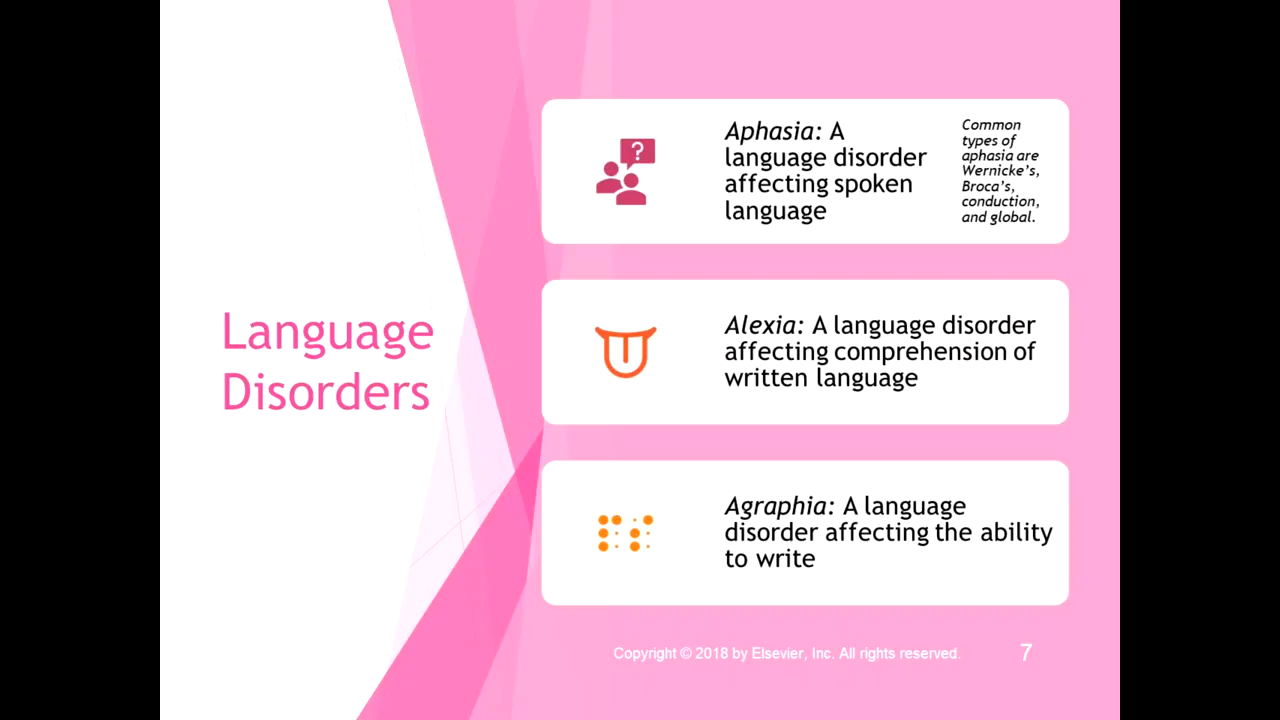 Language
Disorders
Aphasia: A
language disorder
affecting spoken
language
Common
types of
aphasia are
Wernicke's,
Broca's,
conduction,
and global.
?
Alexia: A language disorder
affecting comprehension of
written language
Agraphia: A language
disorder affecting the ability
to write
Copyright © 2018 by Elsevier, Inc. All rights reserved.
7